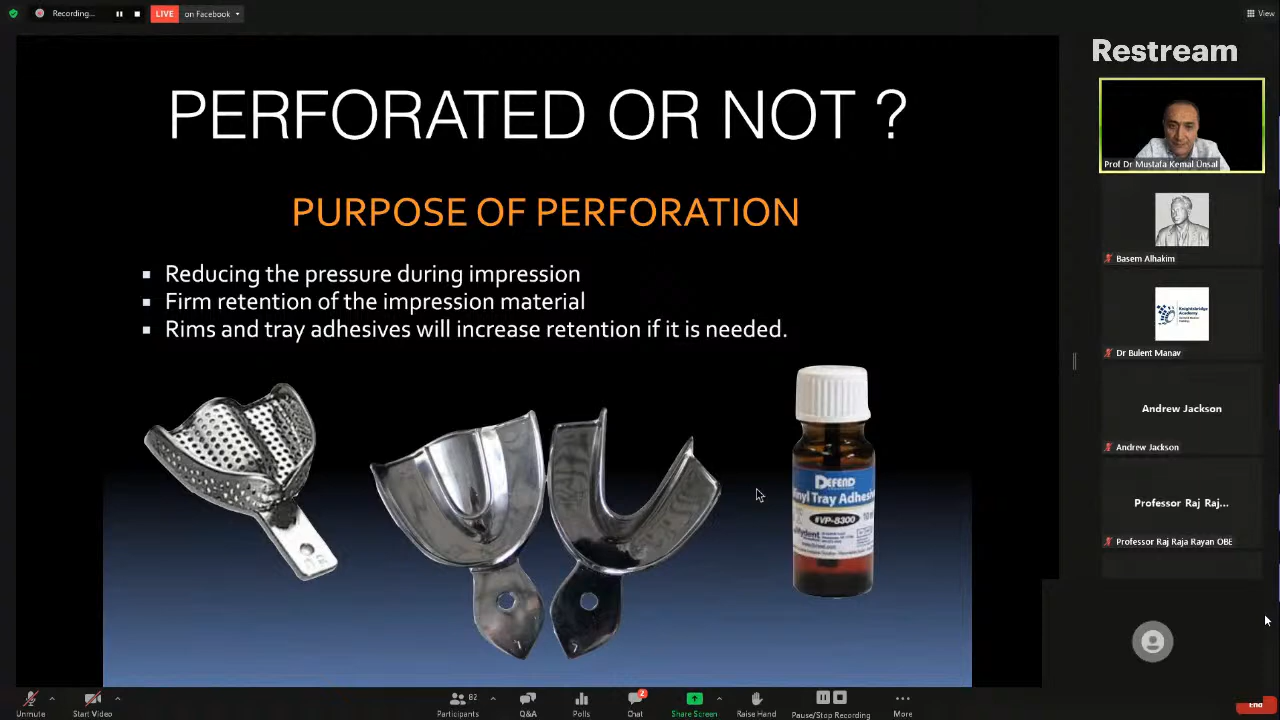 Recording...
LIVE on Facebook
View
Restream
PERFORATED OR NOT ?
PURPOSE OF PERFORATION
Reducing the pressure during impression
Firm retention of the impression material
Rims and tray adhesives will increase retention if it is needed.
DEFEND
Vinyl Tray Adhesiv
#VP-8300
Prof Dr Mustafa Kemal Ünsal
Basem Alhakim
Knightsbridge
Academy
Dr Bulent Manav
Andrew Jackson
Andrew Jackson
Professor Raj Raj...
Professor Raj Raja Rayan OBE
Unmute
Start Video
Participants
82
Q&A
Polls
Chat
2
Share Screen
Raise Hand
Pause/Stop Recording
More
End